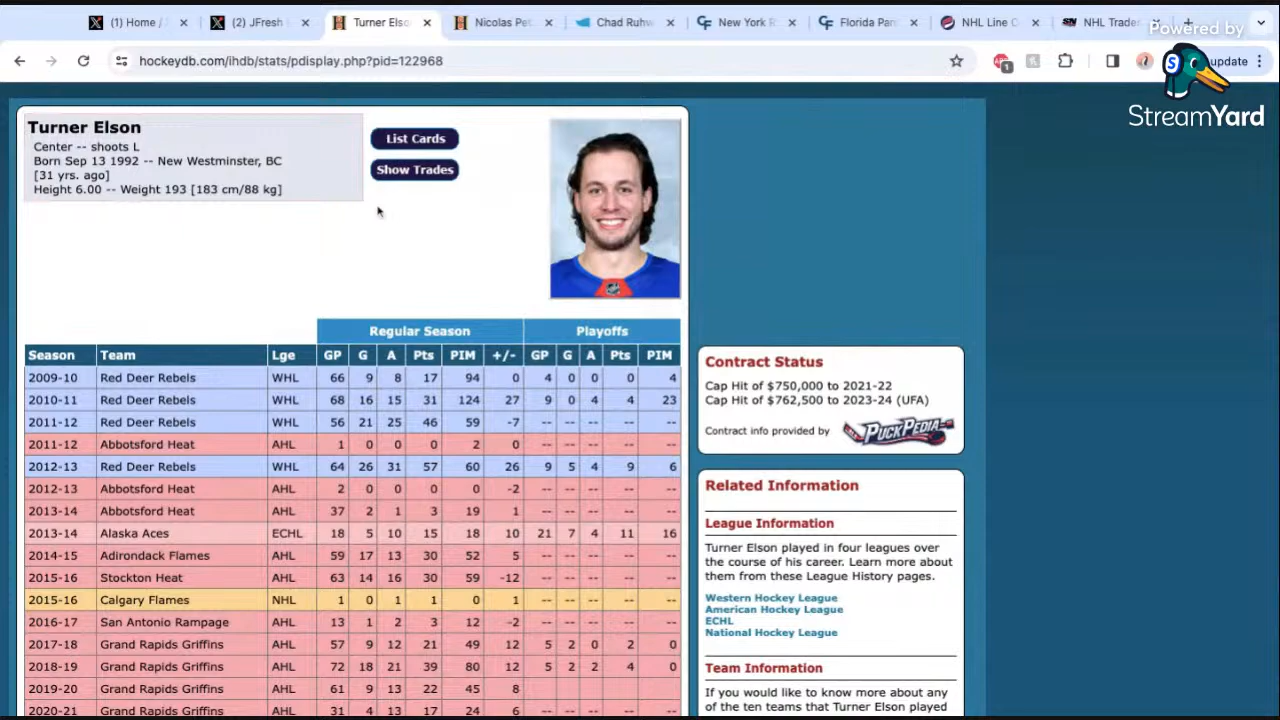 (1) Home /
(2) JFresh
Turner Elso
Nicolas Pet
Chad Ruhw
New York R
Florida Pan
NHL Line C
NHL Trade
Powered by
StreamYard
hockeydb.com/ihdb/stats/pdisplay.php?pid=122968
1
update
Turner Elson
Center -- shoots L
Born Sep 13 1992 -- New Westminster, BC
[31 yrs. ago]
Height 6.00 -- Weight 193 [183 cm/88 kg]
List Cards
Show Trades
Regular Season Playoffs
Season Team Lge GP G A Pts PIM +/- GP G A Pts PIM
2009-10 Red Deer Rebels WHL 66 9 8 17 94 0 4 0 0 0 4
2010-11 Red Deer Rebels WHL 68 16 15 31 124 27 9 0 4 4 23
2011-12 Red Deer Rebels WHL 56 21 25 46 59 -7 -- -- -- -- --
2011-12 Abbotsford Heat AHL 1 0 0 0 2 0 -- -- -- -- --
2012-13 Red Deer Rebels WHL 64 26 31 57 60 26 9 5 4 9 6
2012-13 Abbotsford Heat AHL 2 0 0 0 0 -2 -- -- -- -- --
2013-14 Abbotsford Heat AHL 37 2 1 3 19 1 -- -- -- -- --
2013-14 Alaska Aces ECHL 18 5 10 15 18 10 21 7 4 11 16
2014-15 Adirondack Flames AHL 59 17 13 30 52 5 -- -- -- -- --
2015-16 Stockton Heat AHL 63 14 16 30 59 -12 -- -- -- -- --
2015-16 Calgary Flames NHL 1 0 1 1 0 1 -- -- -- -- --
2016-17 San Antonio Rampage AHL 13 1 2 3 12 -2 -- -- -- -- --
2017-18 Grand Rapids Griffins AHL 57 9 12 21 49 12 5 2 0 2 0
2018-19 Grand Rapids Griffins AHL 72 18 21 39 80 12 5 2 2 4 0
2019-20 Grand Rapids Griffins AHL 61 9 13 22 45 8
2020-21 Grand Rapids Griffins AHL 31 4 13 17 24 6
Contract Status
Cap Hit of $750,000 to 2021-22
Cap Hit of $762,500 to 2023-24 (UFA)
Contract info provided by PUCKPEDIA
Related Information
League Information
Turner Elson played in four leagues over
the course of his career. Learn more about
them from these League History pages.
Western Hockey League
American Hockey League
ECHL
National Hockey League
Team Information
If you would like to know more about any
of the ten teams that Turner Elson played